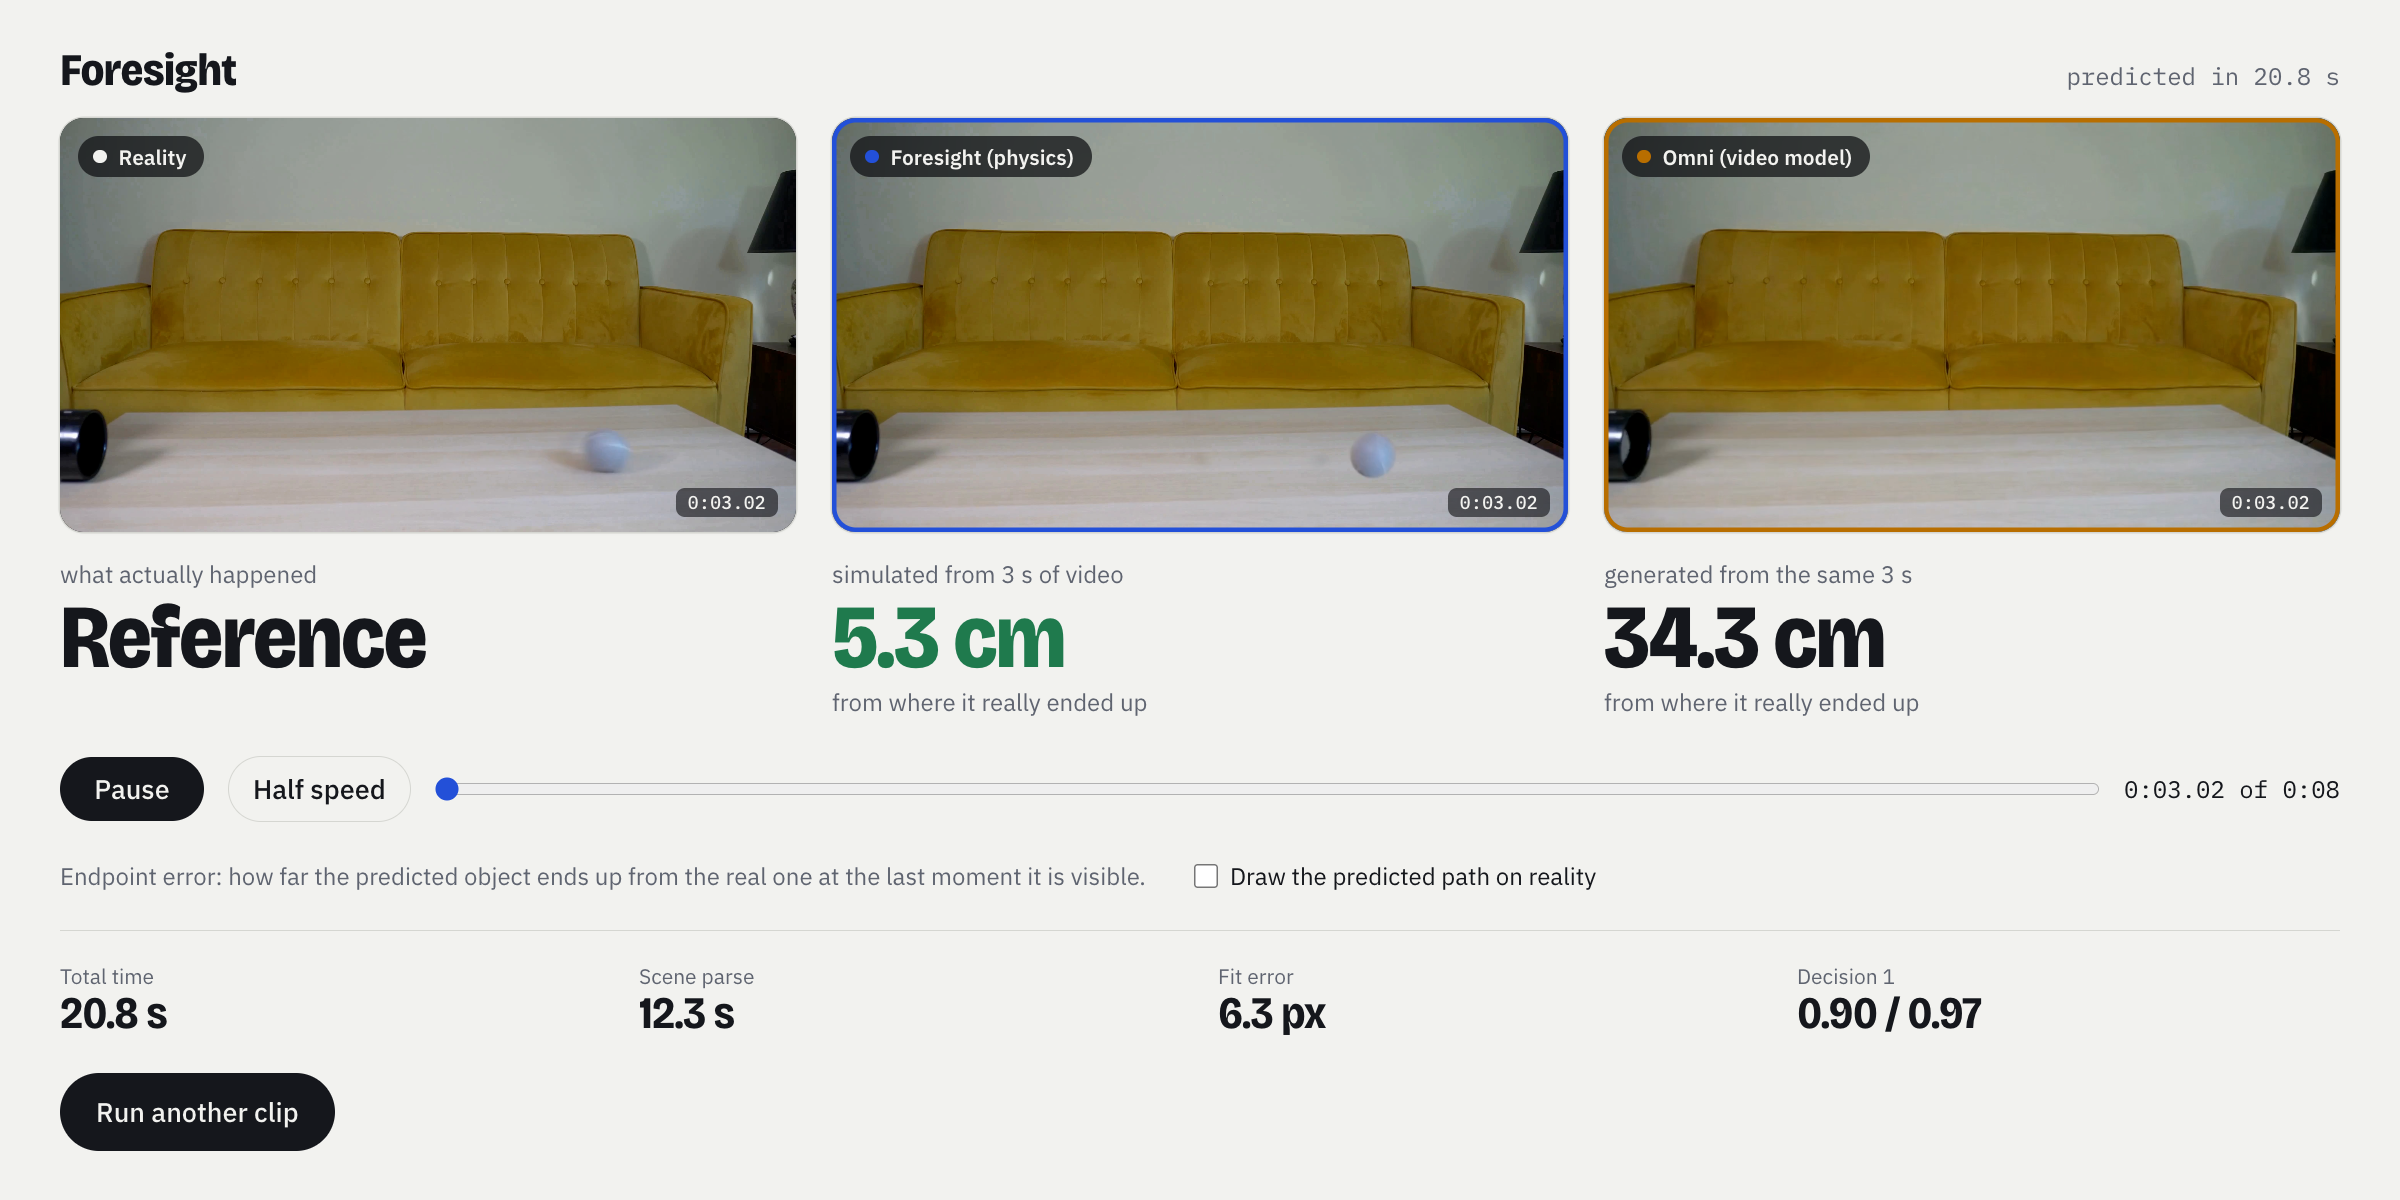 Foresight
predicted in 20.8 s
Reality
Foresight (physics)
Omni (video model)
0:03.02
0:03.02
0:03.02
what actually happened
Reference
simulated from 3 s of video
5.3 cm
from where it really ended up
generated from the same 3 s
34.3 cm
from where it really ended up
Pause
Half speed
0:03.02 of 0:08
Endpoint error: how far the predicted object ends up from the real one at the last moment it is visible.
Draw the predicted path on reality
Total time
20.8 s
Scene parse
12.3 s
Fit error
6.3 px
Decision 1
0.90 / 0.97
Run another clip